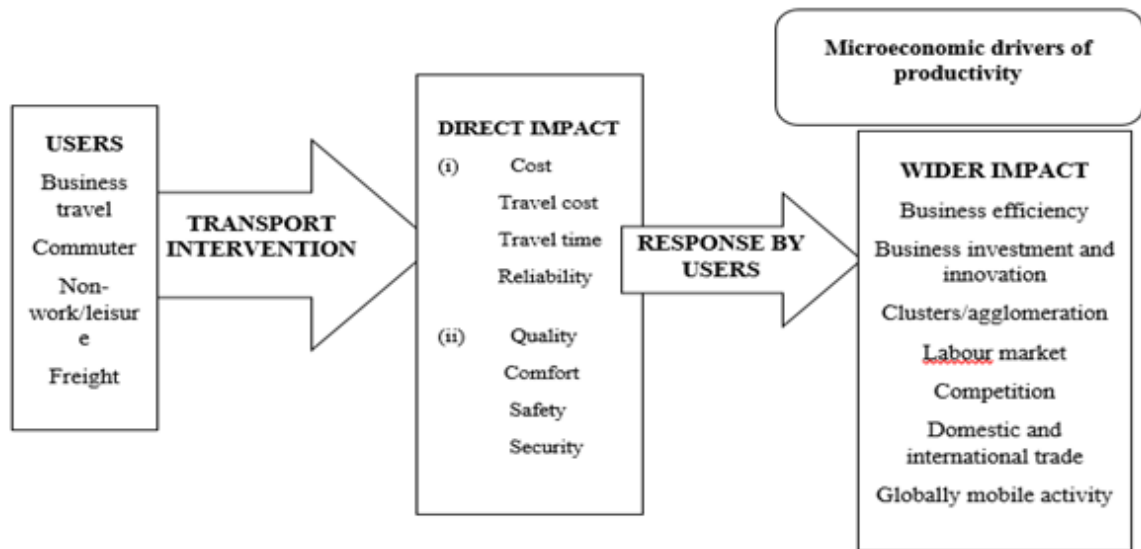 Microeconomic drivers of
productivity
USERS
Business
travel
Commuter
Non-
work/leisur
e
Freight
TRANSPORT
INTERVENTION
DIRECT IMPACT
(i) Cost
Travel cost
Travel time
Reliability
(ii) Quality
Comfort
Safety
Security
RESPONSE BY
USERS
WIDER IMPACT
Business efficiency
Business investment and
innovation
Clusters/agglomeration
Labour market
Competition
Domestic and
international trade
Globally mobile activity